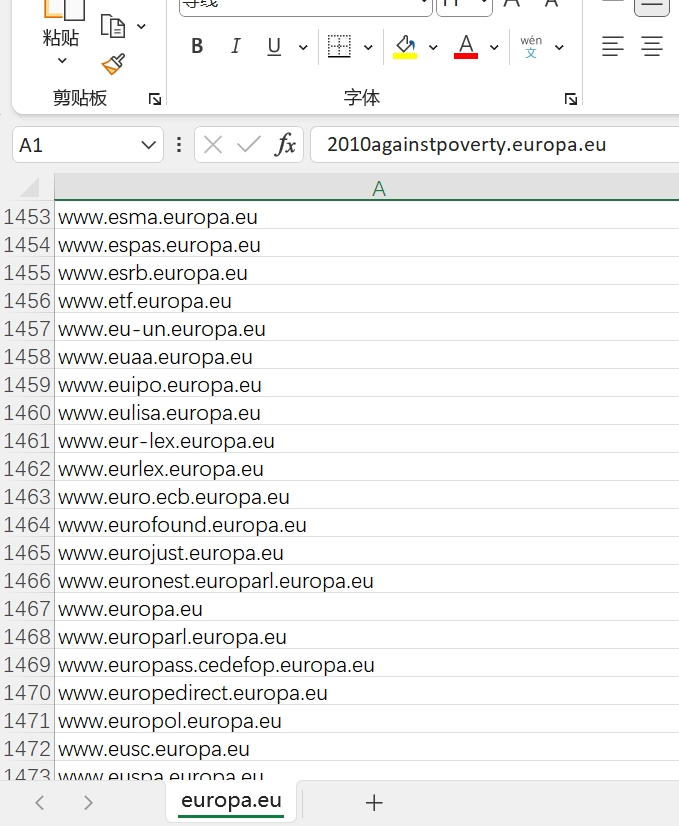 粘贴
B I U A wén 文
剪贴板
字体
A1
fx
2010againstpoverty.europa.eu
A
1453 www.esma.europa.eu
1454 www.espas.europa.eu
1455 www.esrb.europa.eu
1456 www.etf.europa.eu
1457 www.eu-un.europa.eu
1458 www.euaa.europa.eu
1459 www.euipo.europa.eu
1460 www.eulisa.europa.eu
1461 www.eur-lex.europa.eu
1462 www.eurlex.europa.eu
1463 www.euro.ecb.europa.eu
1464 www.eurofound.europa.eu
1465 www.eurojust.europa.eu
1466 www.euronest.europarl.europa.eu
1467 www.europa.eu
1468 www.europarl.europa.eu
1469 www.europass.cedefop.europa.eu
1470 www.europedirect.europa.eu
1471 www.europol.europa.eu
1472 www.eusc.europa.eu
1473 www.euspa.europa.eu
europa.eu